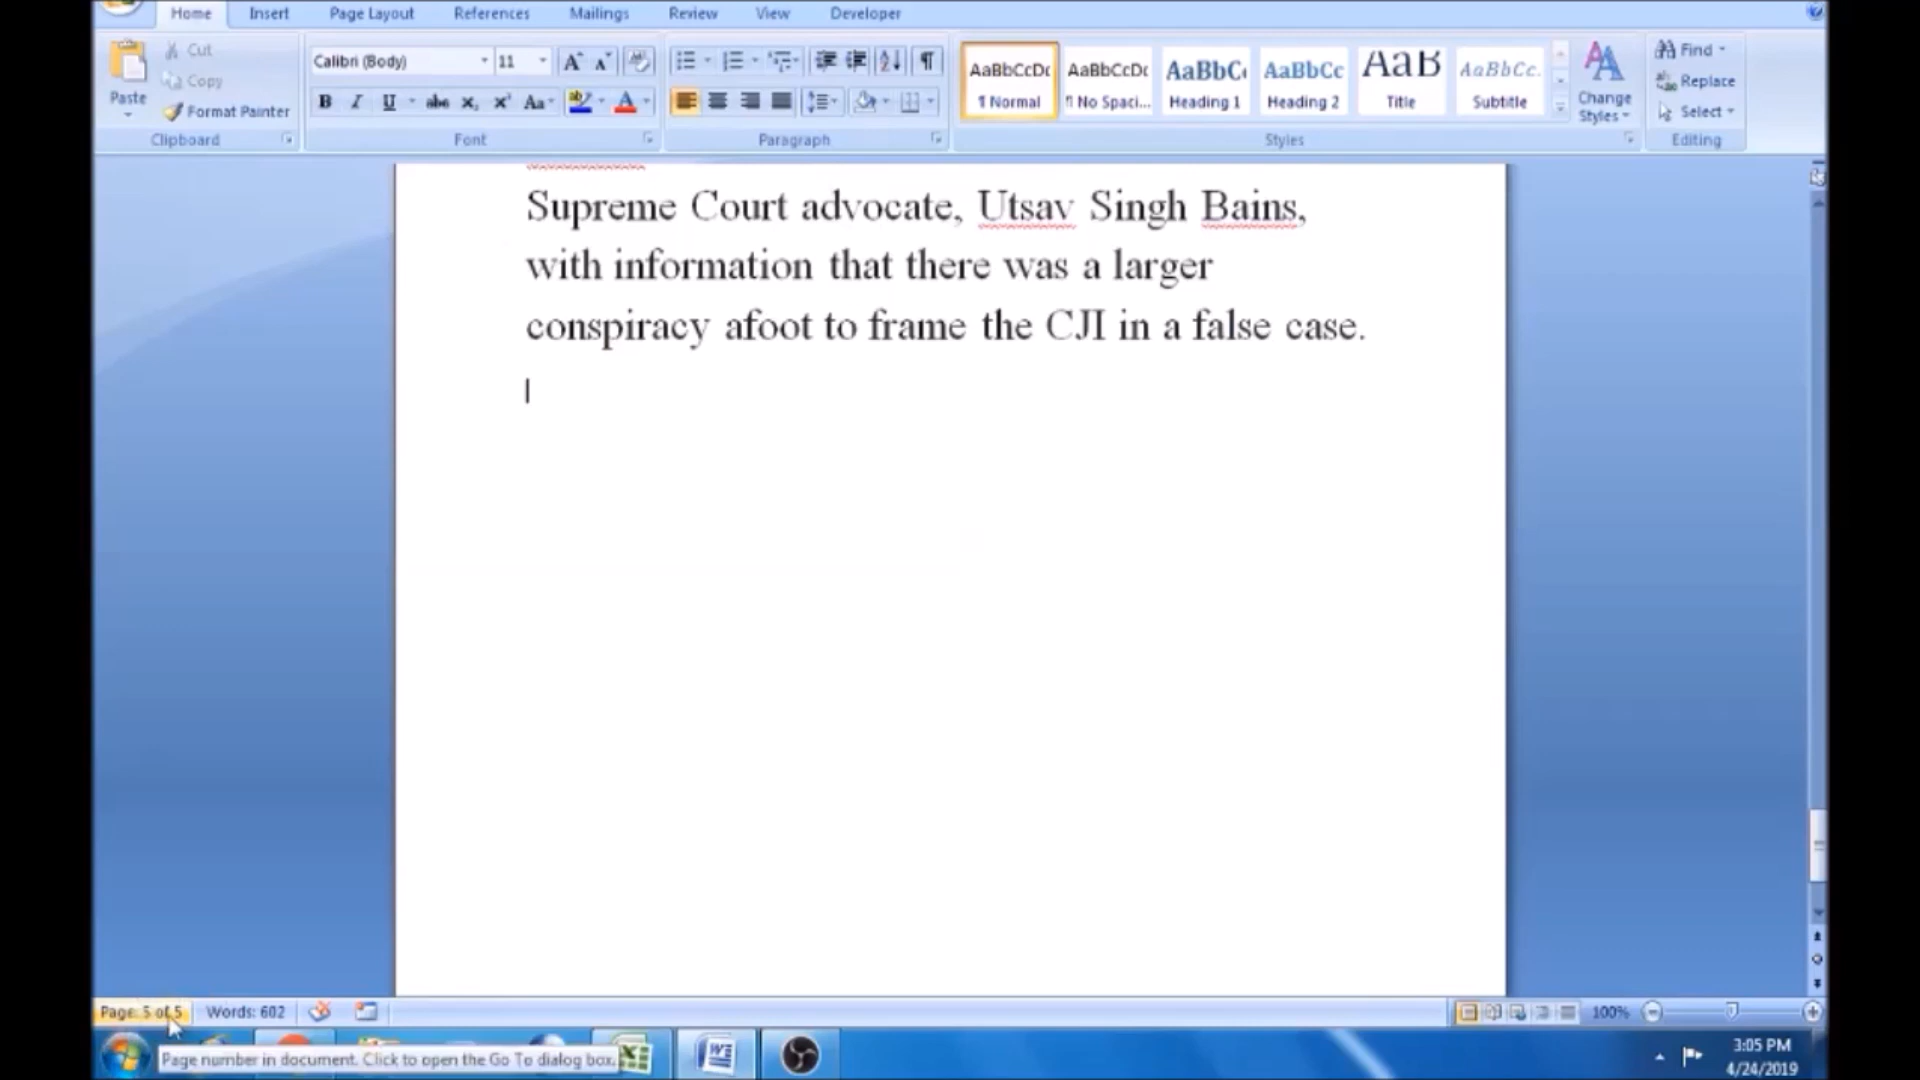 Home Insert Page Layout References Mailings Review View Developer
Cut
Copy
Paste
Format Painter
Clipboard
Calibri (Body) 11
B I U abc X₂ X² Aa
Font
Paragraph
AaBbCcDc AaBbCcDc AaBbC AaBbCc AaB AaBbCc.
¶ Normal ¶ No Spaci... Heading 1 Heading 2 Title Subtitle
Change
Styles
Styles
Find
Replace
Select
Editing
Supreme Court advocate, Utsav Singh Bains,
with information that there was a larger
conspiracy afoot to frame the CJI in a false case.
Page: 5 of 5 Words: 602 100%
Page number in document. Click to open the Go To dialog box.
3:05 PM
4/24/2019